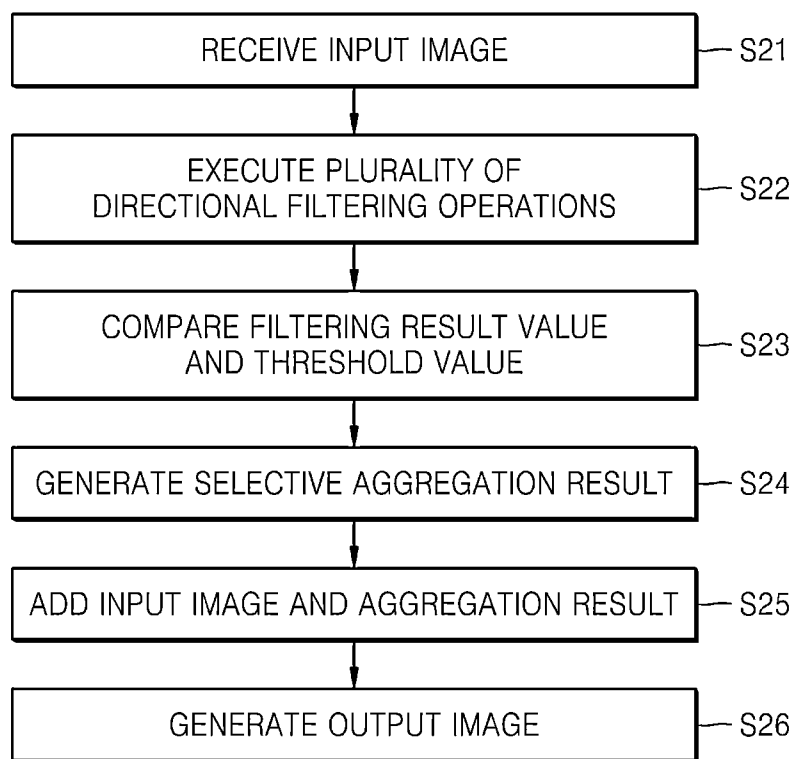 RECEIVE INPUT IMAGE
S21
EXECUTE PLURALITY OF
DIRECTIONAL FILTERING OPERATIONS
S22
COMPARE FILTERING RESULT VALUE
AND THRESHOLD VALUE
S23
GENERATE SELECTIVE AGGREGATION RESULT
S24
ADD INPUT IMAGE AND AGGREGATION RESULT
S25
GENERATE OUTPUT IMAGE
S26